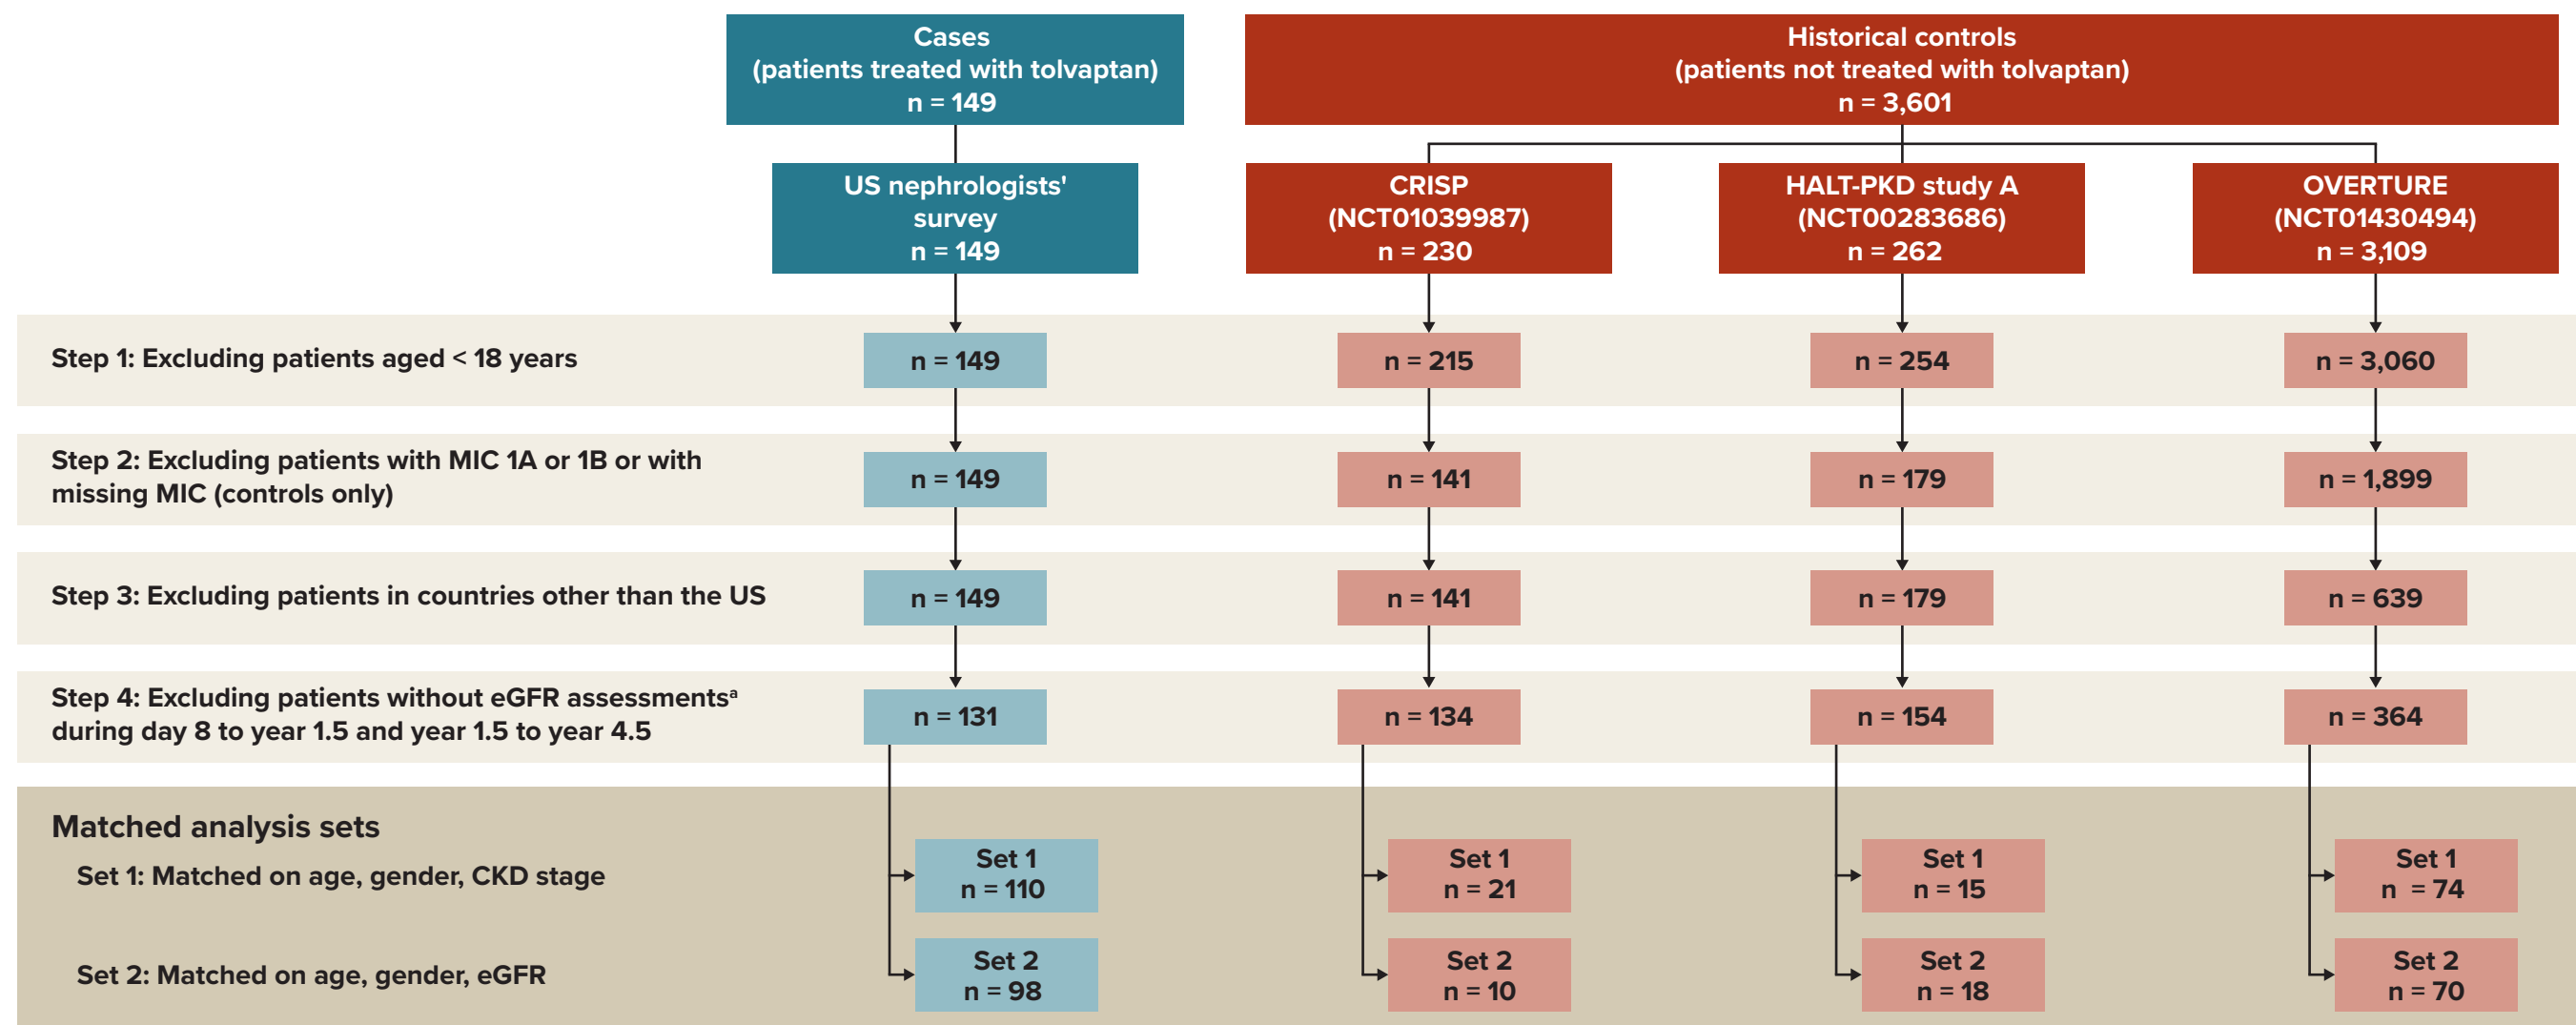 Cases
(patients treated with tolvaptan)
n = 149
Historical controls
(patients not treated with tolvaptan)
n = 3,601
US nephrologists'
survey
n = 149
CRISP
(NCT01039987)
n = 230
HALT-PKD study A
(NCT00283686)
n = 262
OVERTURE
(NCT01430494)
n = 3,109
Step 1: Excluding patients aged < 18 years
n = 149
n = 215
n = 254
n = 3,060
Step 2: Excluding patients with MIC 1A or 1B or with
missing MIC (controls only)
n = 149
n = 141
n = 179
n = 1,899
Step 3: Excluding patients in countries other than the US
n = 149
n = 141
n = 179
n = 639
Step 4: Excluding patients without eGFR assessmentsᵃ
during day 8 to year 1.5 and year 1.5 to year 4.5
n = 131
n = 134
n = 154
n = 364
Matched analysis sets
Set 1: Matched on age, gender, CKD stage
Set 1
n = 110
Set 1
n = 21
Set 1
n = 15
Set 1
n = 74
Set 2: Matched on age, gender, eGFR
Set 2
n = 98
Set 2
n = 10
Set 2
n = 18
Set 2
n = 70